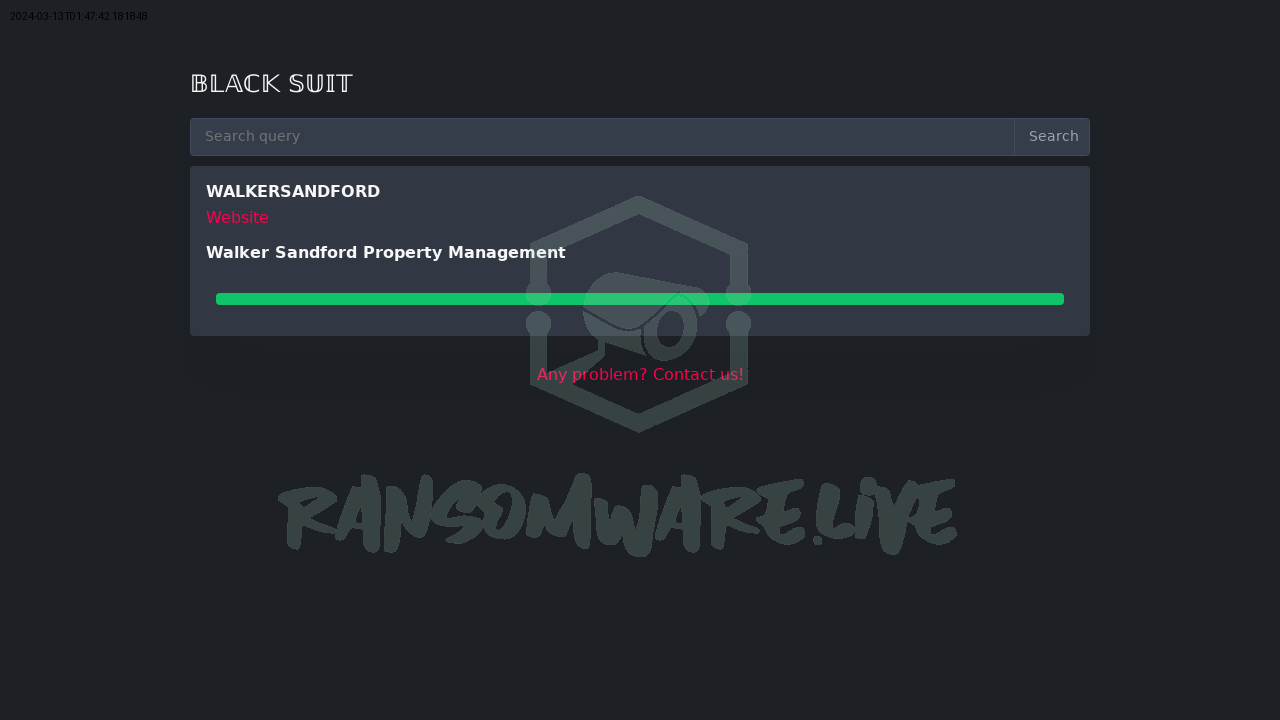 2024-03-13T01:47:42.181848
𝔹𝕃𝔸ℂ𝕂 𝕊𝕌𝕀𝕋
Search query
Search
WALKERSANDFORD
Website
Walker Sandford Property Management
Any problem? Contact us!
RANSOMWARE.LIVE